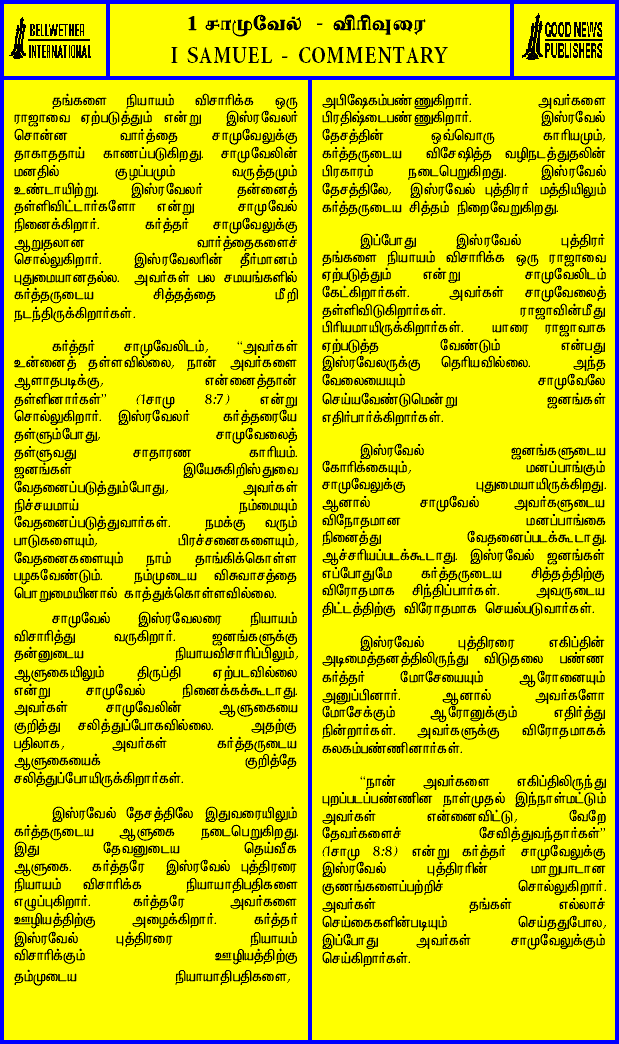 BELLWETHER
INTERNATIONAL
1 சாமுவேல் - விரிவுரை
I SAMUEL - COMMENTARY
GOOD NEWS
PUBLISHERS
தங்களை நியாயம் விசாரிக்க ஒரு
ராஜாவை ஏற்படுத்தும் என்று இஸ்ரவேலர்
சொன்ன வார்த்தை சாமுவேலுக்கு
தாகாததாய் காணப்படுகிறது. சாமுவேலின்
மனதில் குழப்பமும் வருத்தமும்
உண்டாயிற்று. இஸ்ரவேலர் தன்னைத்
தள்ளிவிட்டார்களோ என்று சாமுவேல்
நினைக்கிறார். கர்த்தர் சாமுவேலுக்கு
ஆறுதலான வார்த்தைகளைச்
சொல்லுகிறார். இஸ்ரவேலரின் தீர்மானம்
புதுமையானதல்ல. அவர்கள் பல சமயங்களில்
கர்த்தருடைய சித்தத்தை மீறி
நடந்திருக்கிறார்கள்.
கர்த்தர் சாமுவேலிடம், “அவர்கள்
உன்னைத் தள்ளவில்லை, நான் அவர்களை
ஆளாதபடிக்கு, என்னைத்தான்
தள்ளினார்கள்” (1சாமு 8:7) என்று
சொல்லுகிறார். இஸ்ரவேலர் கர்த்தரையே
தள்ளும்போது, சாமுவேலைத்
தள்ளுவது சாதாரண காரியம்.
ஜனங்கள் இயேசுகிறிஸ்துவை
வேதனைப்படுத்தும்போது, அவர்கள்
நிச்சயமாய் நம்மையும்
வேதனைப்படுத்துவார்கள். நமக்கு வரும்
பாடுகளையும், பிரச்சனைகளையும்,
வேதனைகளையும் நாம் தாங்கிக்கொள்ள
பழகவேண்டும். நம்முடைய விசுவாசத்தை
பொறுமையினால் காத்துக்கொள்ளவில்லை.
சாமுவேல் இஸ்ரவேலரை நியாயம்
விசாரித்து வருகிறார். ஜனங்களுக்கு
தன்னுடைய நியாயவிசாரிப்பிலும்,
ஆளுகையிலும் திருப்தி ஏற்படவில்லை
என்று சாமுவேல் நினைக்கக்கூடாது.
அவர்கள் சாமுவேலின் ஆளுகையை
குறித்து சலித்துப்போகவில்லை. அதற்கு
பதிலாக, அவர்கள் கர்த்தருடைய
ஆளுகையைக் குறித்தே
சலித்துப்போயிருக்கிறார்கள்.
இஸ்ரவேல் தேசத்திலே இதுவரையிலும்
கர்த்தருடைய ஆளுகை நடைபெறுகிறது.
இது தேவனுடைய தெய்வீக
ஆளுகை. கர்த்தரே இஸ்ரவேல் புத்திரரை
நியாயம் விசாரிக்க நியாயாதிபதிகளை
எழுப்புகிறார். கர்த்தரே அவர்களை
ஊழியத்திற்கு அழைக்கிறார். கர்த்தர்
இஸ்ரவேல் புத்திரரை நியாயம்
விசாரிக்கும் ஊழியத்திற்கு
தம்முடைய நியாயாதிபதிகளை,
அபிஷேகம்பண்ணுகிறார். அவர்களை
பிரதிஷ்டைபண்ணுகிறார். இஸ்ரவேல்
தேசத்தின் ஒவ்வொரு காரியமும்,
கர்த்தருடைய விசேஷித்த வழிநடத்துதலின்
பிரகாரம் நடைபெறுகிறது. இஸ்ரவேல்
தேசத்திலே, இஸ்ரவேல் புத்திரர் மத்தியிலும்
கர்த்தருடைய சித்தம் நிறைவேறுகிறது.
இப்போது இஸ்ரவேல் புத்திரர்
தங்களை நியாயம் விசாரிக்க ஒரு ராஜாவை
ஏற்படுத்தும் என்று சாமுவேலிடம்
கேட்கிறார்கள். அவர்கள் சாமுவேலைத்
தள்ளிவிடுகிறார்கள். ராஜாவின்மீது
பிரியமாயிருக்கிறார்கள். யாரை ராஜாவாக
ஏற்படுத்த வேண்டும் என்பது
இஸ்ரவேலருக்கு தெரியவில்லை. அந்த
வேலையையும் சாமுவேலே
செய்யவேண்டுமென்று ஜனங்கள்
எதிர்பார்க்கிறார்கள்.
இஸ்ரவேல் ஜனங்களுடைய
கோரிக்கையும், மனப்பாங்கும்
சாமுவேலுக்கு புதுமையாயிருக்கிறது.
ஆனால் சாமுவேல் அவர்களுடைய
விநோதமான மனப்பாங்கை
நினைத்து வேதனைப்படக்கூடாது.
ஆச்சரியப்படக்கூடாது. இஸ்ரவேல் ஜனங்கள்
எப்போதுமே கர்த்தருடைய சித்தத்திற்கு
விரோதமாக சிந்திப்பார்கள். அவருடைய
திட்டத்திற்கு விரோதமாக செயல்படுவார்கள்.
இஸ்ரவேல் புத்திரரை எகிப்தின்
அடிமைத்தனத்திலிருந்து விடுதலை பண்ண
கர்த்தர் மோசேயையும் ஆரோனையும்
அனுப்பினார். ஆனால் அவர்களோ
மோசேக்கும் ஆரோனுக்கும் எதிர்த்து
நின்றார்கள். அவர்களுக்கு விரோதமாகக்
கலகம்பண்ணினார்கள்.
“நான் அவர்களை எகிப்திலிருந்து
புறப்படப்பண்ணின நாள்முதல் இந்நாள்மட்டும்
அவர்கள் என்னைவிட்டு, வேறே
தேவர்களைச் சேவித்துவந்தார்கள்”
(1சாமு 8:8) என்று கர்த்தர் சாமுவேலுக்கு
இஸ்ரவேல் புத்திரரின் மாறுபாடான
குணங்களைப்பற்றிச் சொல்லுகிறார்.
அவர்கள் தங்கள் எல்லாச்
செய்கைகளின்படியும் செய்ததுபோல,
இப்போது அவர்கள் சாமுவேலுக்கும்
செய்கிறார்கள்.